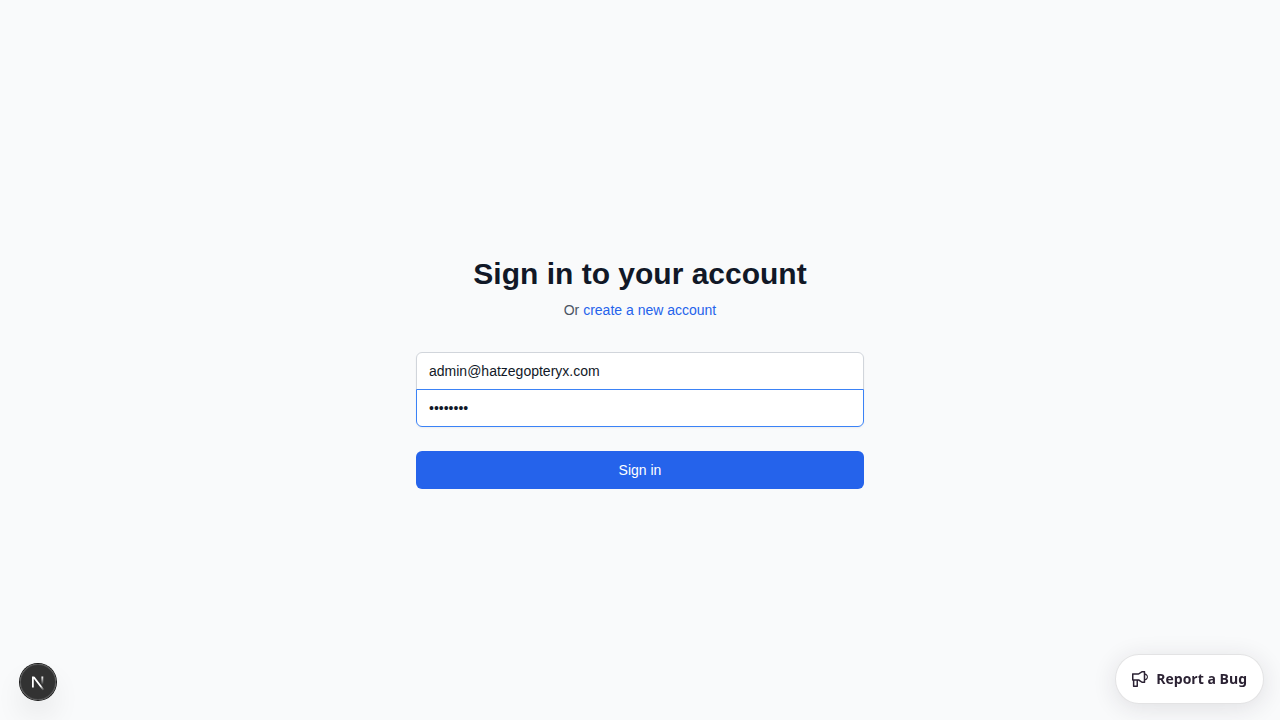 Sign in to your account
Or create a new account
admin@hatzegopteryx.com
••••••••
Sign in
N
Report a Bug